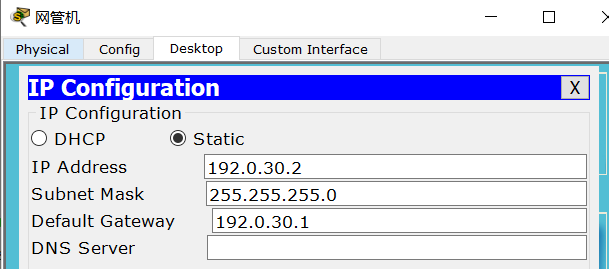 网管机
Physical Config Desktop Custom Interface
IP Configuration X
IP Configuration
DHCP Static
IP Address 192.0.30.2
Subnet Mask 255.255.255.0
Default Gateway 192.0.30.1
DNS Server